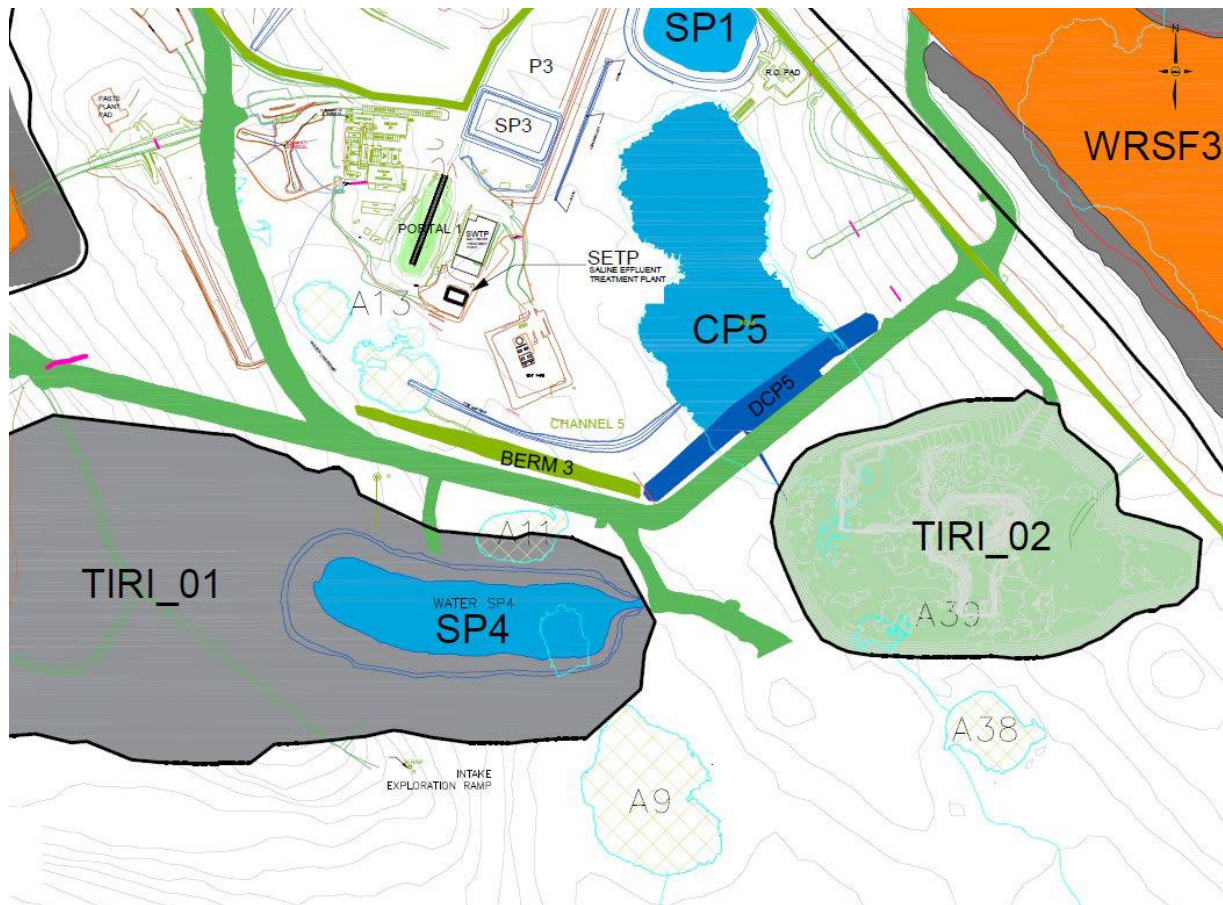 SP1
N
P3
R.O. PAD
PASTE
PLANT
PAD
SP3
WRSF3
PORTAL 1
SWTP
SETP
SALINE EFFLUENT
TREATMENT PLANT
A13
CP5
DCP5
CHANNEL 5
BERM 3
A11
TIRI_02
TIRI_01
WATER SP4
SP4
A39
A38
INTAKE
EXPLORATION RAMP
A9